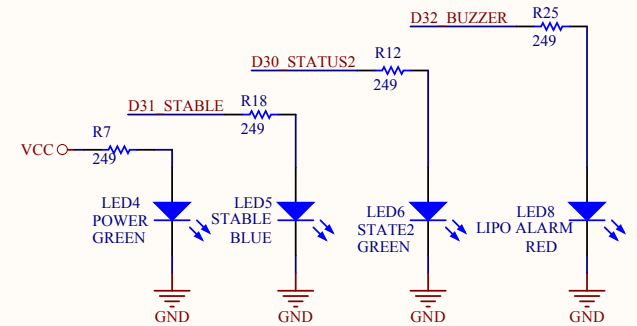 D32_BUZZER
R25
249
D30_STATUS2
R12
249
D31_STABLE
R18
249
VCC
R7
249
LED4
POWER
GREEN
LED5
STABLE
BLUE
LED6
STATE2
GREEN
LED8
LIPO ALARM
RED
GND
GND
GND
GND